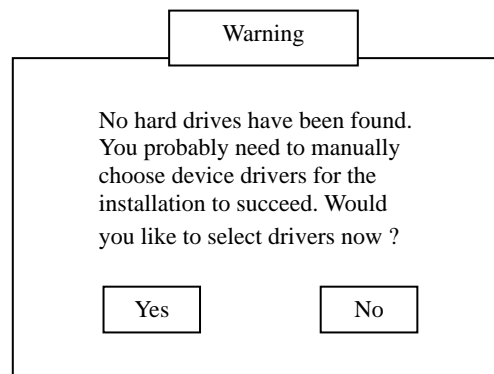 Warning
No hard drives have been found.
You probably need to manually
choose device drivers for the
installation to succeed. Would
you like to select drivers now ?
Yes
No